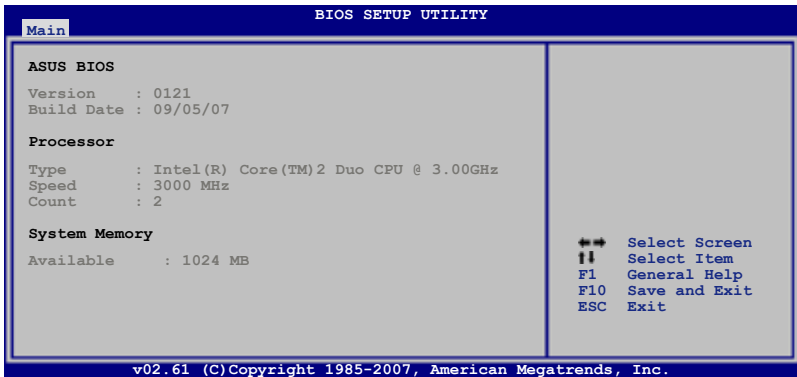 BIOS SETUP UTILITY
Main
ASUS BIOS
Version : 0121
Build Date : 09/05/07
Processor
Type : Intel(R) Core(TM)2 Duo CPU @ 3.00GHz
Speed : 3000 MHz
Count : 2
System Memory
Available : 1024 MB
←→ Select Screen
↑↓ Select Item
F1 General Help
F10 Save and Exit
ESC Exit
v02.61 (C)Copyright 1985-2007, American Megatrends, Inc.